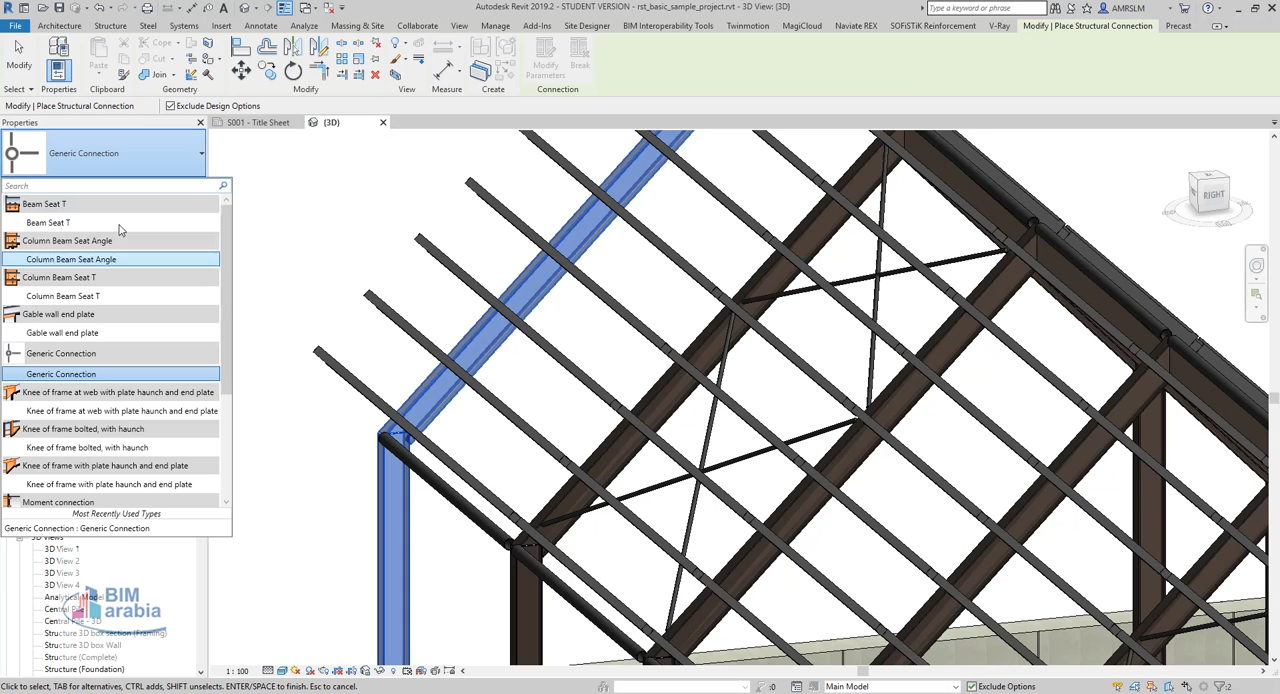 Autodesk Revit 2019.2 - STUDENT VERSION - rst_basic_sample_project.rvt - 3D View: {3D}
Type a keyword or phrase
AMRSLM
File
Architecture
Structure
Steel
Systems
Insert
Annotate
Analyze
Massing & Site
Collaborate
View
Manage
Add-Ins
Site Designer
BIM Interoperability Tools
Twinmotion
MagiCloud
Naviate REX
SOFiSTiK Reinforcement
V-Ray
Modify | Place Structural Connection
Precast
Modify
Paste
Cope
Cut
Join
Modify Parameters
Break
Select
Properties
Clipboard
Geometry
Modify
View
Measure
Create
Connection
Modify | Place Structural Connection
Exclude Design Options
Properties
S001 - Title Sheet
{3D}
Generic Connection
Search
Beam Seat T
Beam Seat T
Column Beam Seat Angle
Column Beam Seat Angle
Column Beam Seat T
Column Beam Seat T
Gable wall end plate
Gable wall end plate
Generic Connection
Generic Connection
Knee of frame at web with plate haunch and end plate
Knee of frame at web with plate haunch and end plate
Knee of frame bolted, with haunch
Knee of frame bolted, with haunch
Knee of frame with plate haunch and end plate
Knee of frame with plate haunch and end plate
Moment connection
Most Recently Used Types
Generic Connection : Generic Connection
3D Views
3D View 1
3D View 2
3D View 3
3D View 4
Analytical Model
Central Pile - 3D
Structure 3D box section (Framing)
Structure 3D box Wall
Structure (Complete)
Structure (Foundation)
BIM
arabia
RIGHT
1 : 100
Click to select, TAB for alternatives, CTRL adds, SHIFT unselects. ENTER/SPACE to finish. Esc to cancel.
:0
Main Model
Exclude Options
:2